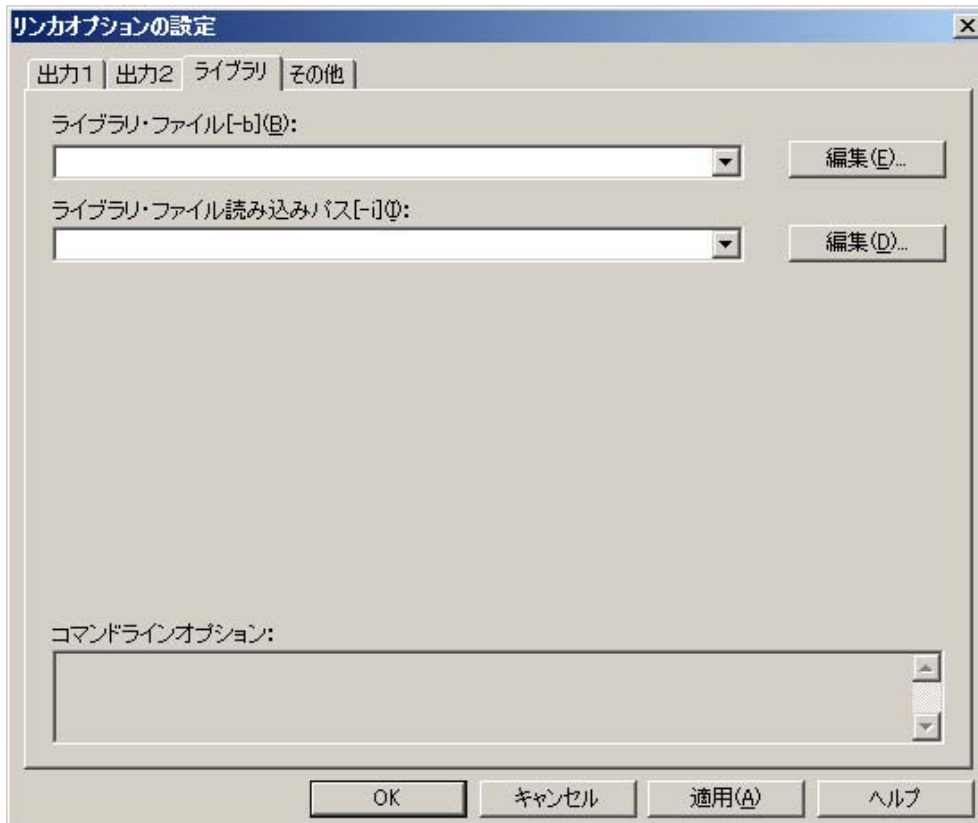 リンカオプションの設定
出力1 出力2 ライブラリ その他
ライブラリ・ファイル[-b](B):
編集(E)...
ライブラリ・ファイル読み込みパス[-i](I):
編集(D)...
コマンドラインオプション:
OK キャンセル 適用(A) ヘルプ